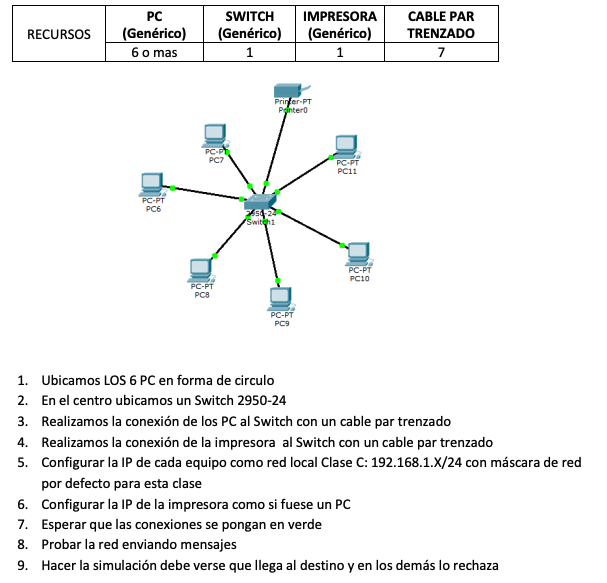 RECURSOS
PC
(Genérico)
SWITCH
(Genérico)
IMPRESORA
(Genérico)
CABLE PAR
TRENZADO
6 o mas
1
1
7
Printer-PT
Printer0
PC-PT
PC7
PC-PT
PC11
PC-PT
PC6
2950-24
Switch1
PC-PT
PC10
PC-PT
PC8
PC-PT
PC9
1. Ubicamos LOS 6 PC en forma de circulo
2. En el centro ubicamos un Switch 2950-24
3. Realizamos la conexión de los PC al Switch con un cable par trenzado
4. Realizamos la conexión de la impresora al Switch con un cable par trenzado
5. Configurar la IP de cada equipo como red local Clase C: 192.168.1.X/24 con máscara de red
por defecto para esta clase
6. Configurar la IP de la impresora como si fuese un PC
7. Esperar que las conexiones se pongan en verde
8. Probar la red enviando mensajes
9. Hacer la simulación debe verse que llega al destino y en los demás lo rechaza